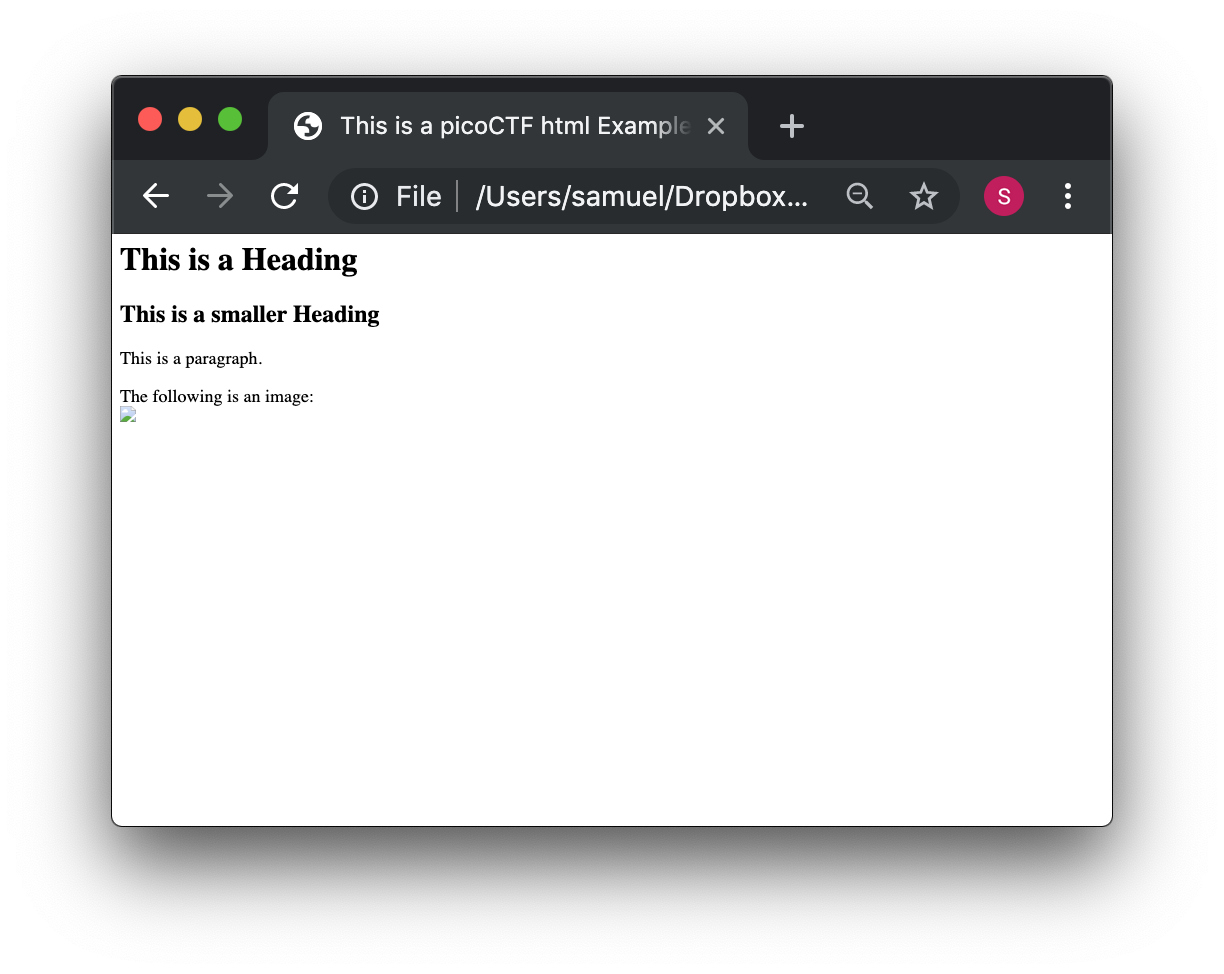 This is a picoCTF html Example
File
/Users/samuel/Dropbox...
S
This is a Heading
This is a smaller Heading
This is a paragraph.
The following is an image: